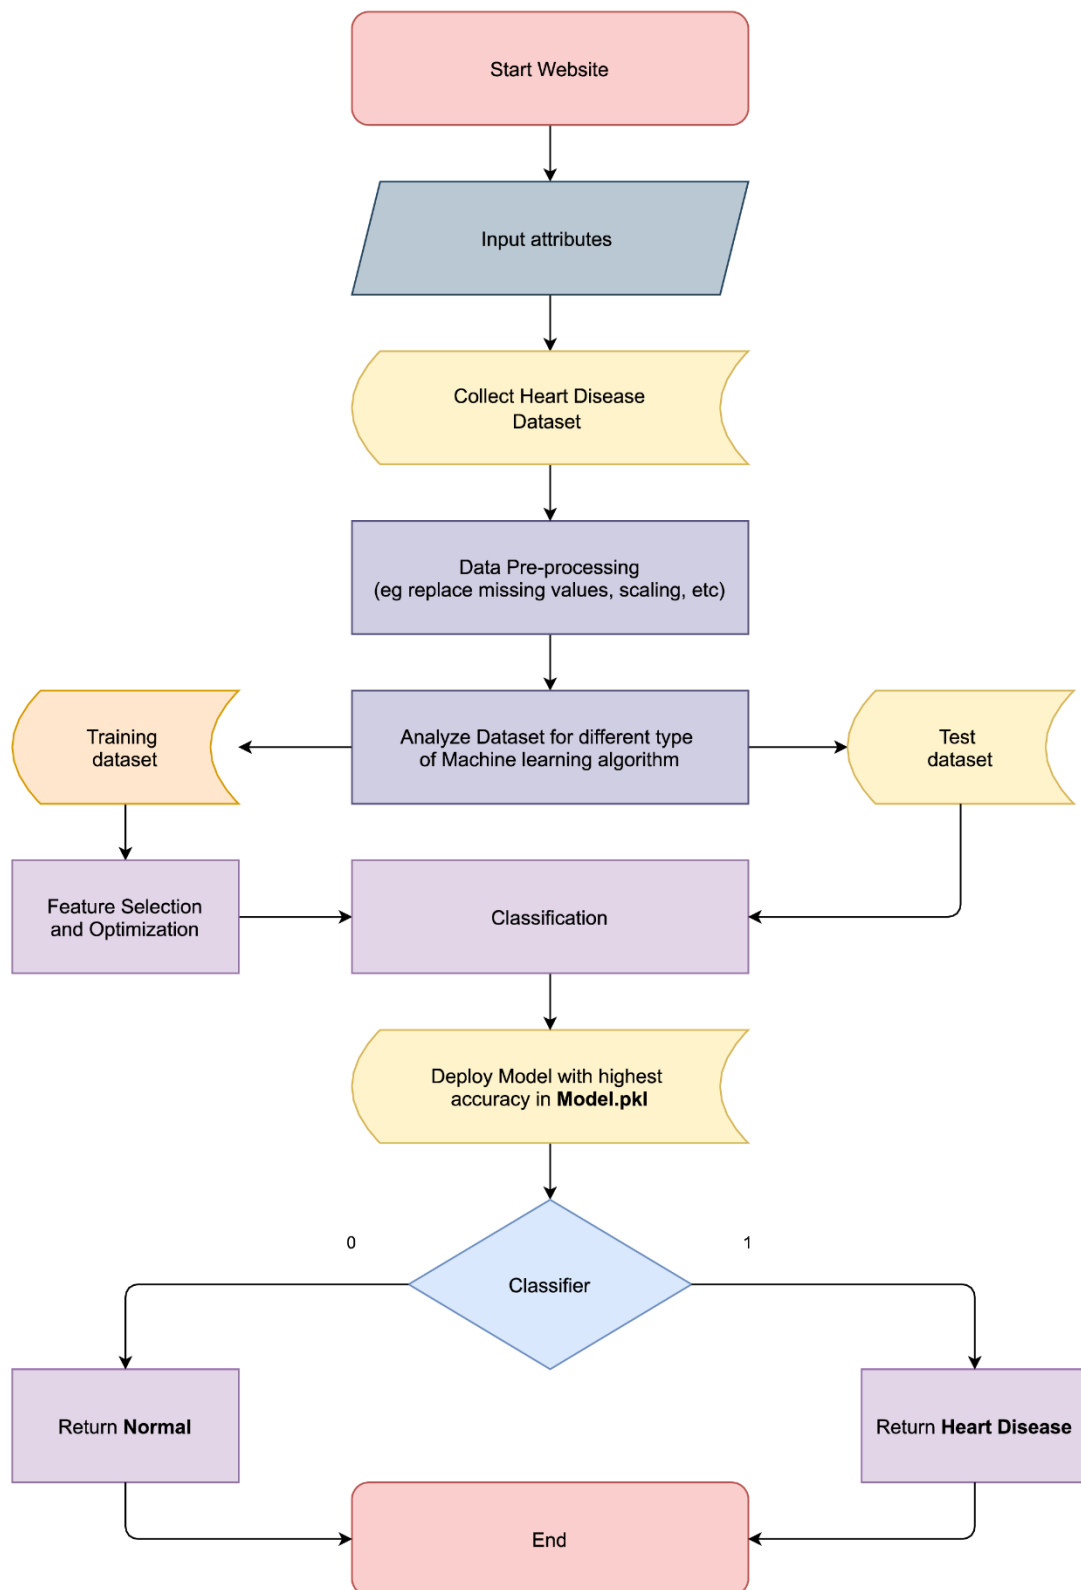 Start Website
Input attributes
Collect Heart Disease
Dataset
Data Pre-processing
(eg replace missing values, scaling, etc)
Training
dataset
Analyze Dataset for different type
of Machine learning algorithm
Test
dataset
Feature Selection
and Optimization
Classification
Deploy Model with highest
accuracy in Model.pkl
0
1
Classifier
Return Normal
Return Heart Disease
End